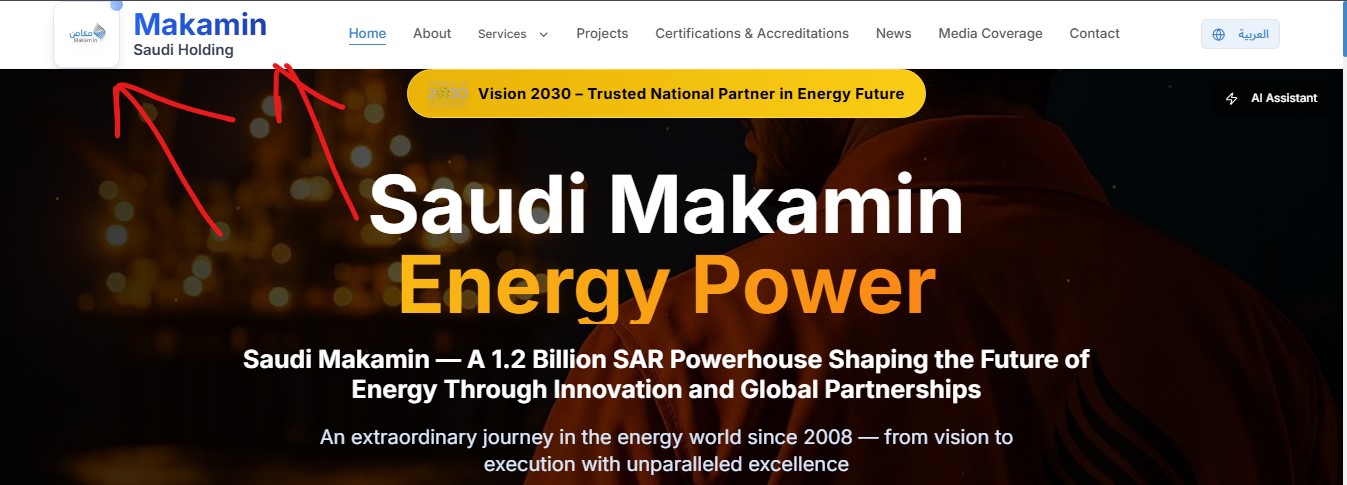 مكامن
Makamin
Makamin
Saudi Holding
Home
About
Services
Projects
Certifications & Accreditations
News
Media Coverage
Contact
العربية
Vision 2030 – Trusted National Partner in Energy Future
AI Assistant
Saudi Makamin
Energy Power
Saudi Makamin — A 1.2 Billion SAR Powerhouse Shaping the Future of
Energy Through Innovation and Global Partnerships
An extraordinary journey in the energy world since 2008 — from vision to
execution with unparalleled excellence